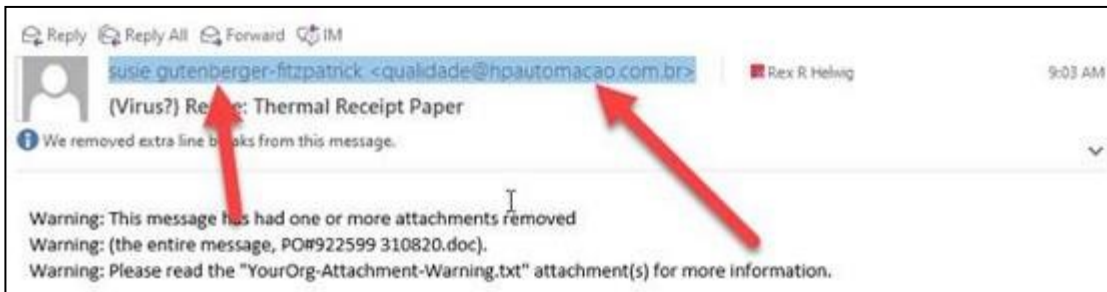 Reply Reply All Forward IM
susie gutenberger-fitzpatrick <qualidade@hpautomacao.com.br> Rex R Helwig 9:03 AM
(Virus?) : Thermal Receipt Paper
We removed extra line breaks from this message.
Warning: This message has had one or more attachments removed
Warning: (the entire message, PO#922599 310820.doc).
Warning: Please read the "YourOrg-Attachment-Warning.txt" attachment(s) for more information.